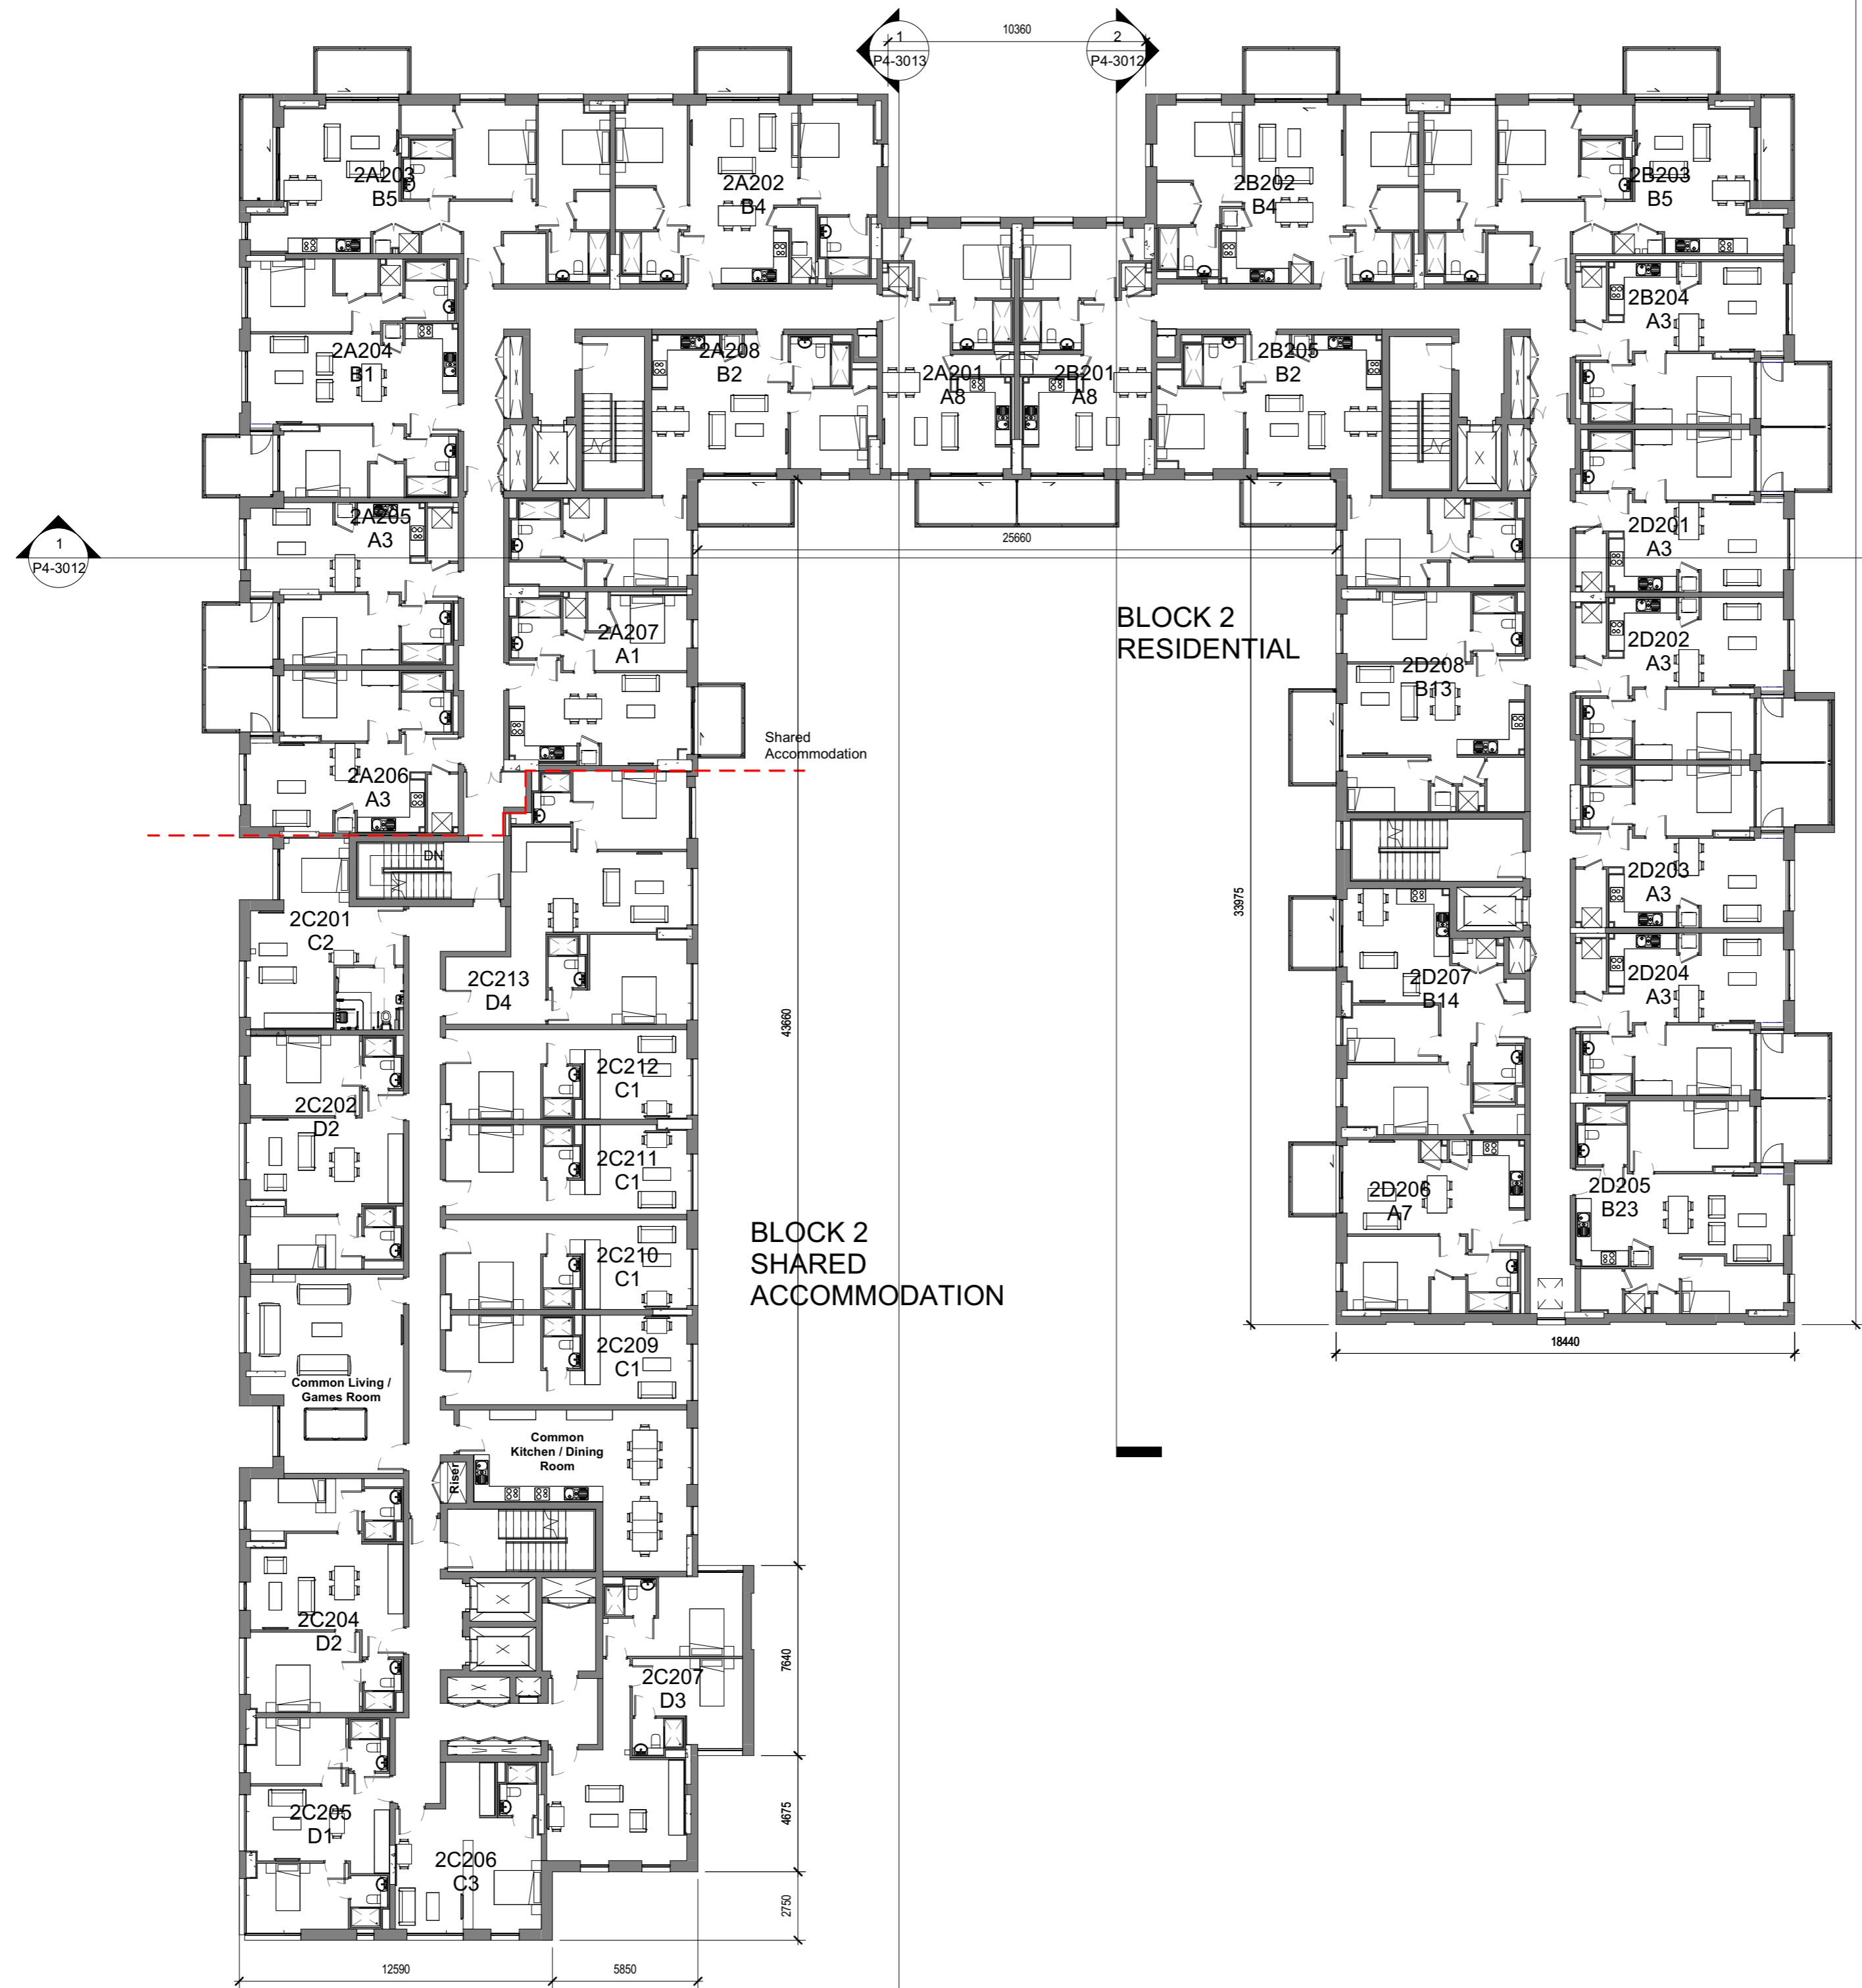 10360
1
P4-3013
2
P4-3012
2A203
B5
2A202
B4
2B202
B4
2B203
B5
2A204
B1
2A208
B2
2A201
A8
2B201
A8
2B205
B2
2B204
A3
2A205
A3
1
P4-3012
25660
2D201
A3
2A207
A1
BLOCK 2
RESIDENTIAL
2D208
B13
2D202
A3
Shared
Accommodation
2A206
A3
DN
2D203
A3
33975
2C201
C2
2C213
D4
2D207
B14
2D204
A3
43660
2C212
C1
2C202
D2
2C211
C1
2D206
A7
2D205
B23
BLOCK 2
SHARED
ACCOMMODATION
2C210
C1
2C209
C1
18440
Common Living /
Games Room
Common
Kitchen / Dining
Room
Riser
2C204
D2
2C207
D3
7640
2C205
D1
2C206
C3
4675
2750
12590
5850